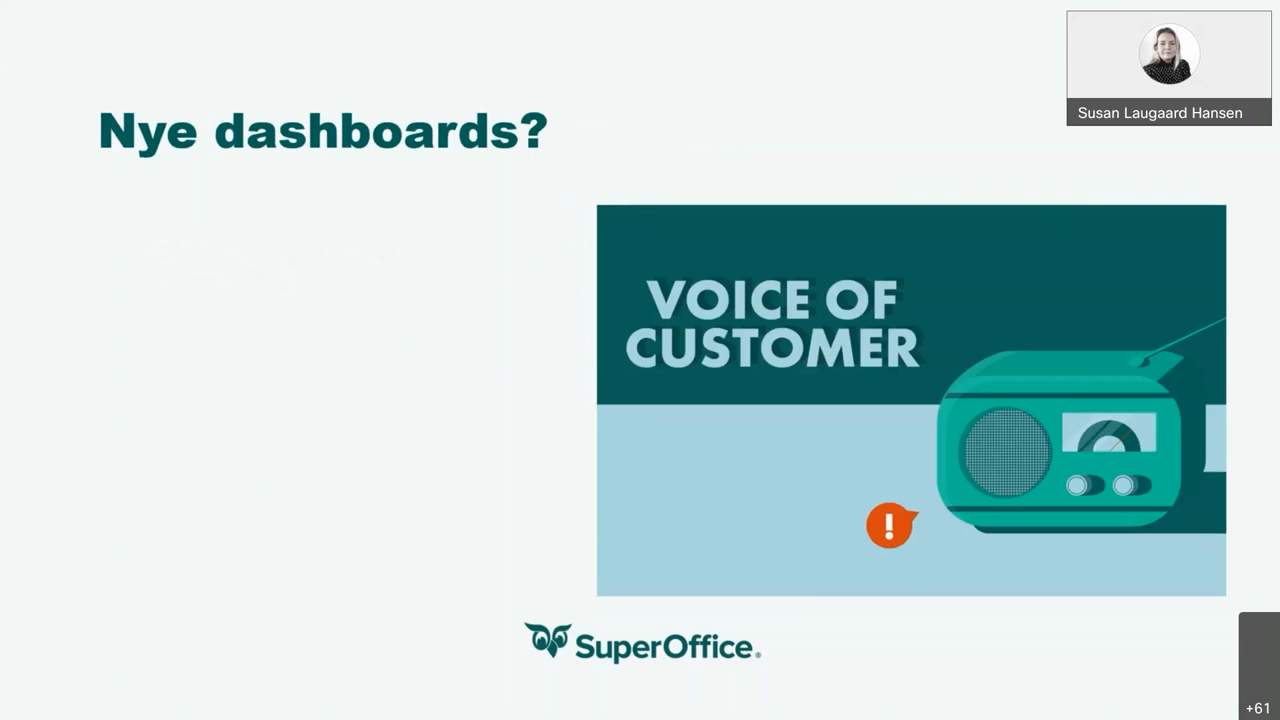 Nye dashboards?
Susan Laugaard Hansen
VOICE OF
CUSTOMER
!
SuperOffice®
+61